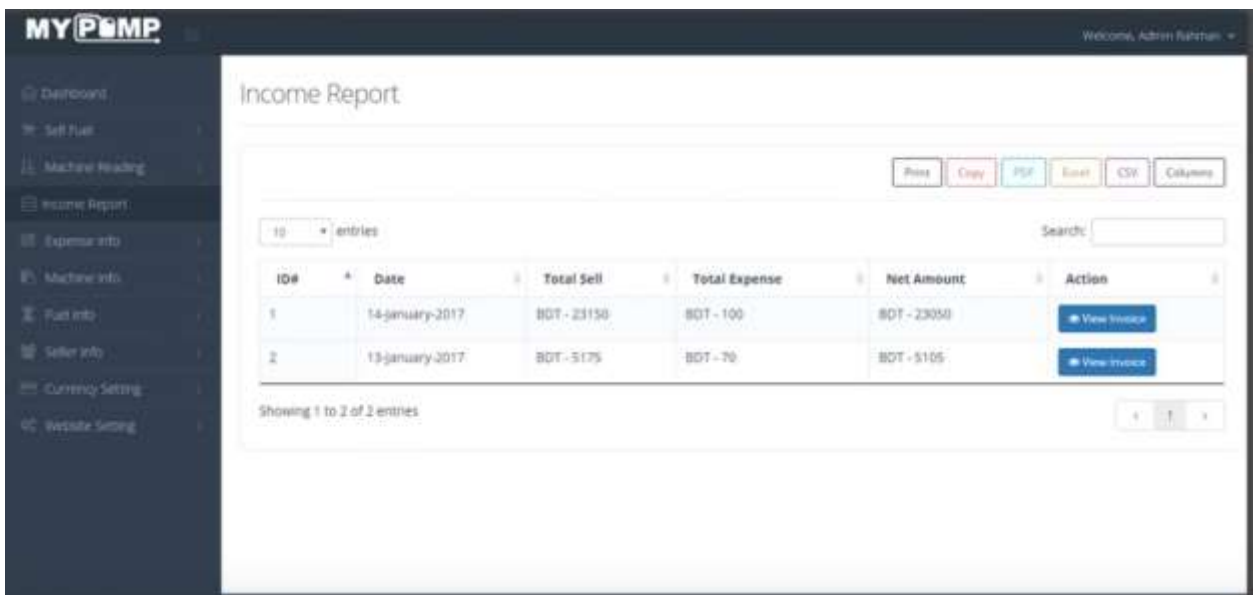 MYPUMP
Welcome, Admin Rahman
Dashboard
Sell Fuel
Machine Reading
Income Report
Expense Info
Machine Info
Fuel Info
Seller Info
Currency Setting
Website Setting
Income Report
Print Copy PDF Excel CSV Columns
10 entries Search:
ID# Date Total Sell Total Expense Net Amount Action
1 14-January-2017 BDT - 23150 BDT - 100 BDT - 23050 View Invoice
2 13-January-2017 BDT - 5175 BDT - 70 BDT - 5105 View Invoice
Showing 1 to 2 of 2 entries
‹ 1 ›